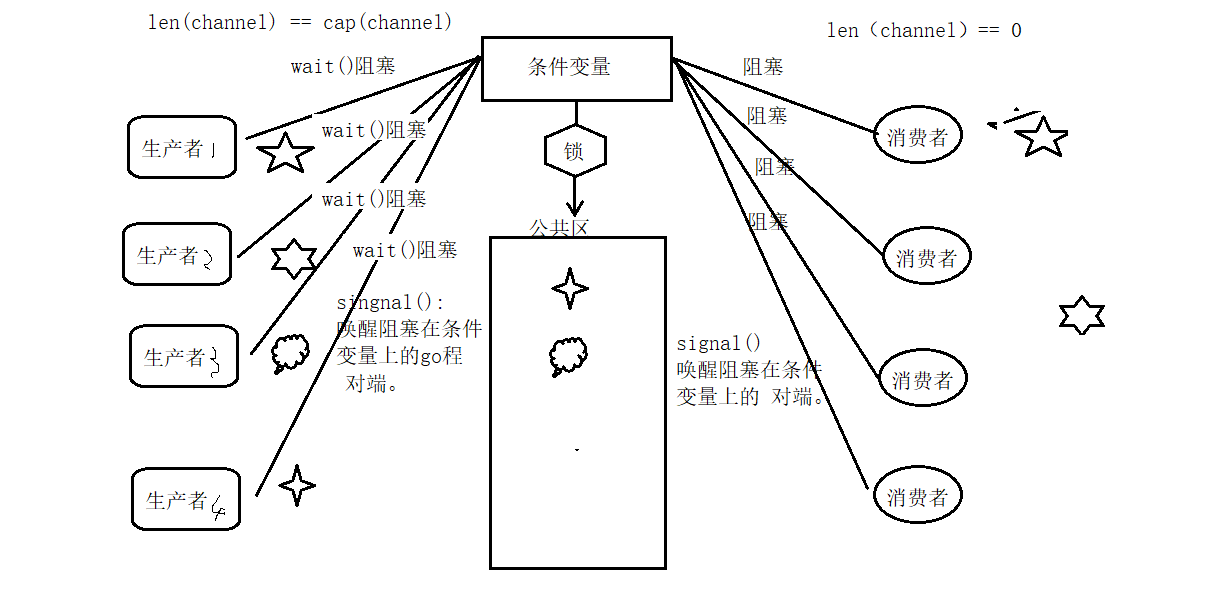 len(channel) == cap(channel)
len（channel）== 0
wait()阻塞
条件变量
阻塞
生产者1
wait()阻塞
锁
阻塞
消费者
wait()阻塞
阻塞
公共区
阻塞
生产者2
wait()阻塞
消费者
singnal():
唤醒阻塞在条件
变量上的go程
对端。
生产者3
signal()
唤醒阻塞在条件
变量上的 对端。
消费者
生产者4
消费者